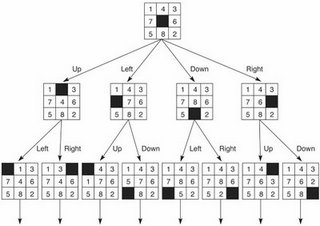 1 4 3
7 6
5 8 2
Up Left Down Right
1 3 1 4 3 1 4 3 1 4 3
7 4 6 7 6 7 8 6 7 6
5 8 2 5 8 2 5 2 5 8 2
Left Right Up Down Left Right Up Down
1 3 1 3 4 3 1 4 3 1 4 3 1 4 3 1 4 1 4 3
7 4 6 7 4 6 1 7 6 5 7 6 7 8 6 7 8 6 7 6 3 7 6 2
5 8 2 5 8 2 5 8 2 8 2 5 2 5 2 5 8 2 5 8